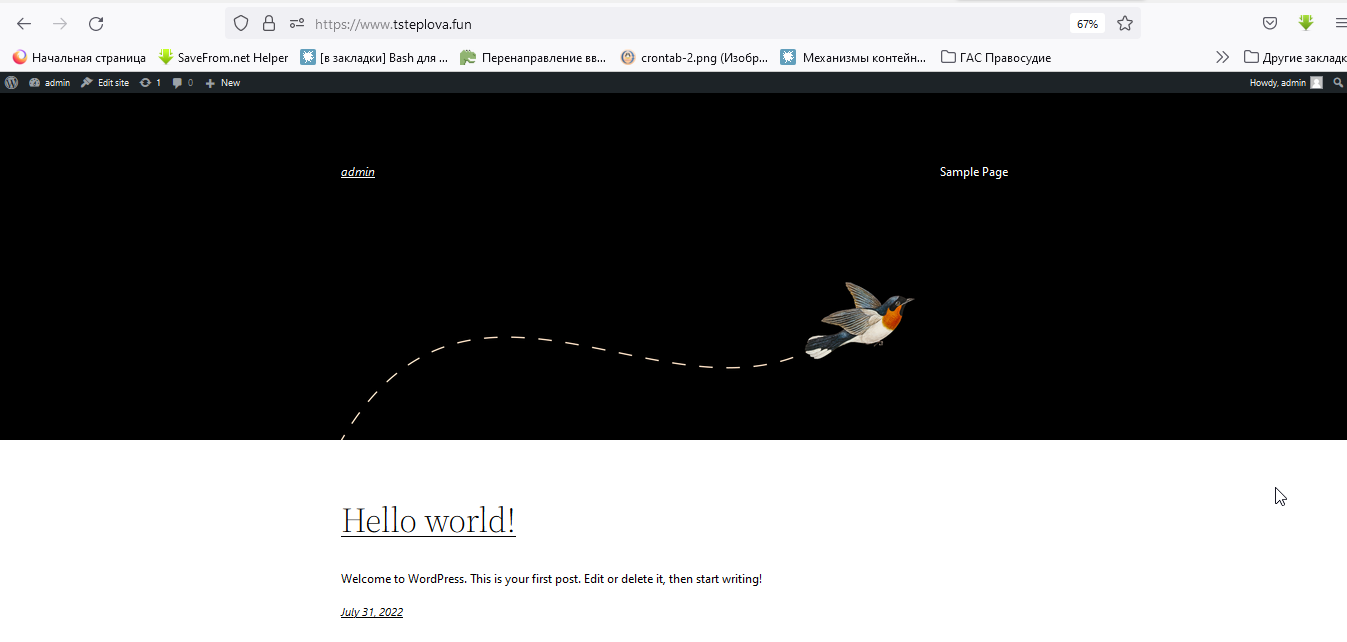 https://www.tsteplova.fun 67%
Начальная страница SaveFrom.net Helper [в закладки] Bash для ... Перенаправление вв... crontab-2.png (Изобр... Механизмы контейн... ГАС Правосудие Другие закладк
admin Edit site 1 0 New Howdy, admin
admin Sample Page
Hello world!
Welcome to WordPress. This is your first post. Edit or delete it, then start writing!
July 31, 2022